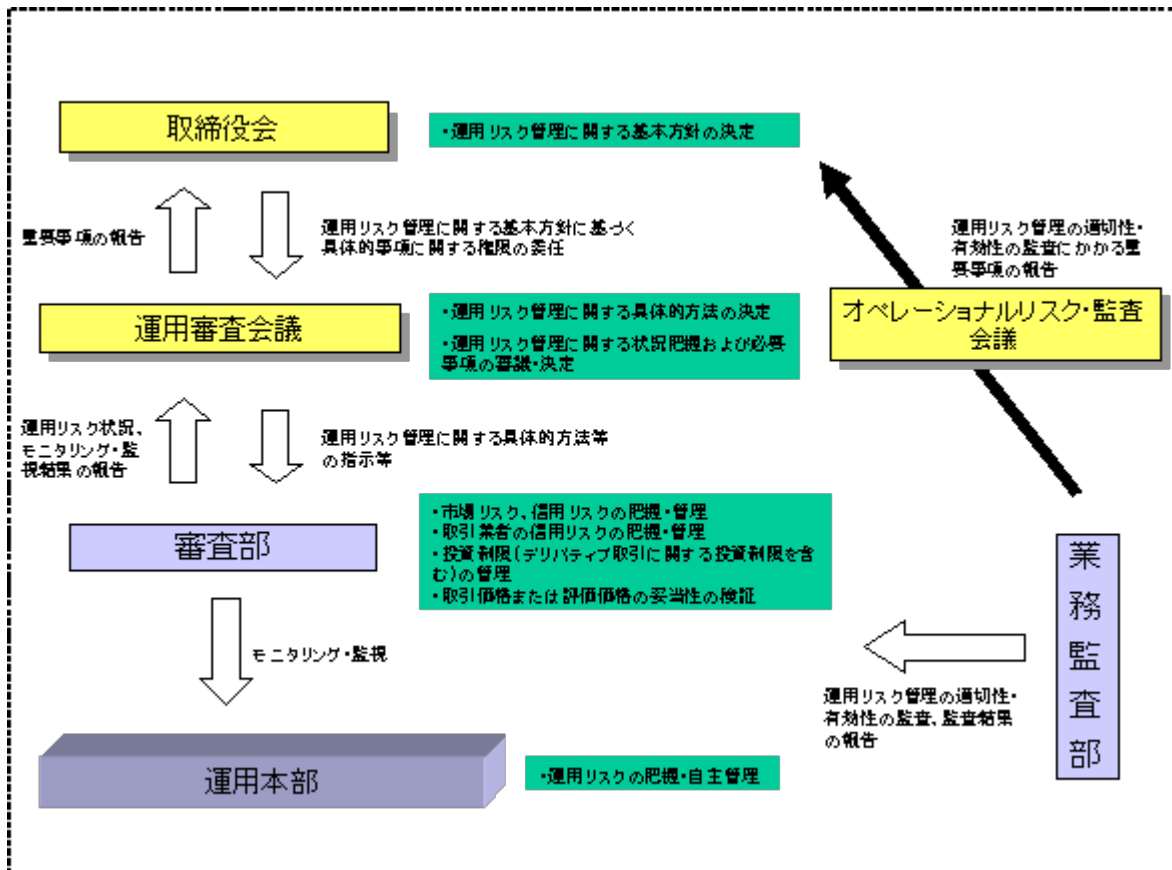 取締役会
・運用リスク管理に関する基本方針の決定
重要事項の報告
運用リスク管理に関する基本方針に基づく
具体的事項に関する権限の委任
運用リスク管理の適切性・
有効性の監査にかかる重
要事項の報告
運用審査会議
・運用リスク管理に関する具体的方法の決定
・運用リスク管理に関する状況把握および必要
事項の審議・決定
オペレーショナルリスク・監査
会議
運用リスク状況、
モニタリング・監
視結果の報告
運用リスク管理に関する具体的方法等
の指示等
審査部
・市場リスク、信用リスクの把握・管理
・取引業者の信用リスクの把握・管理
・投資制限(デリバティブ取引に関する投資制限を含
む)の管理
・取引価格または評価価格の妥当性の検証
業務監査部
モニタリング・監視
運用リスク管理の適切性・
有効性の監査、監査結果
の報告
運用本部
・運用リスクの把握・自主管理